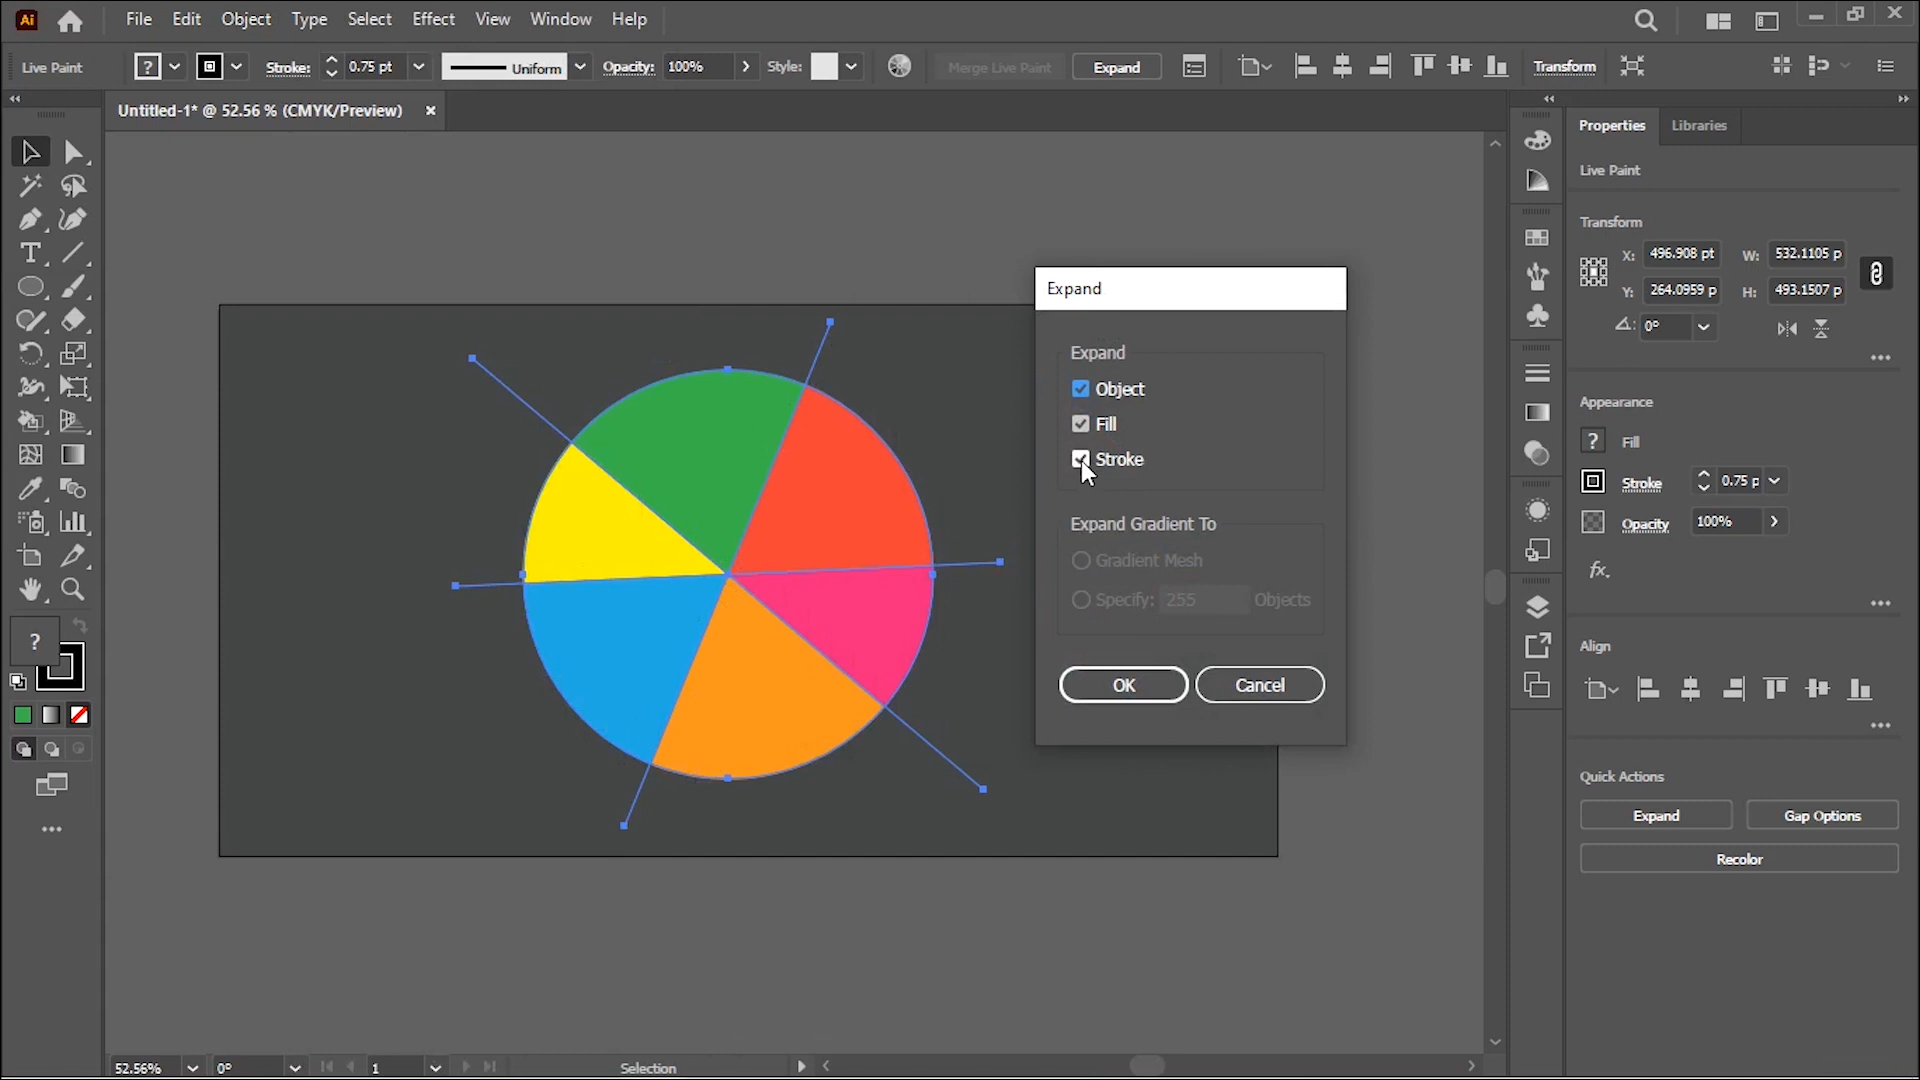 Ai File Edit Object Type Select Effect View Window Help
Live Paint ? Stroke: 0.75 pt Uniform Opacity: 100% Style: Merge Live Paint Expand Transform
Untitled-1* @ 52.56 % (CMYK/Preview) ×
Properties Libraries
Live Paint
Transform
X: 496.908 pt W: 532.1105 p
Y: 264.0959 p H: 493.1507 p
0°
Appearance
? Fill
Stroke 0.75 p
Opacity 100%
fx.
Align
Quick Actions
Expand Gap Options
Recolor
Expand
Expand
Object
Fill
Stroke
Expand Gradient To
Gradient Mesh
Specify: 255 Objects
OK Cancel
T
?
52.56% 0° 1 Selection